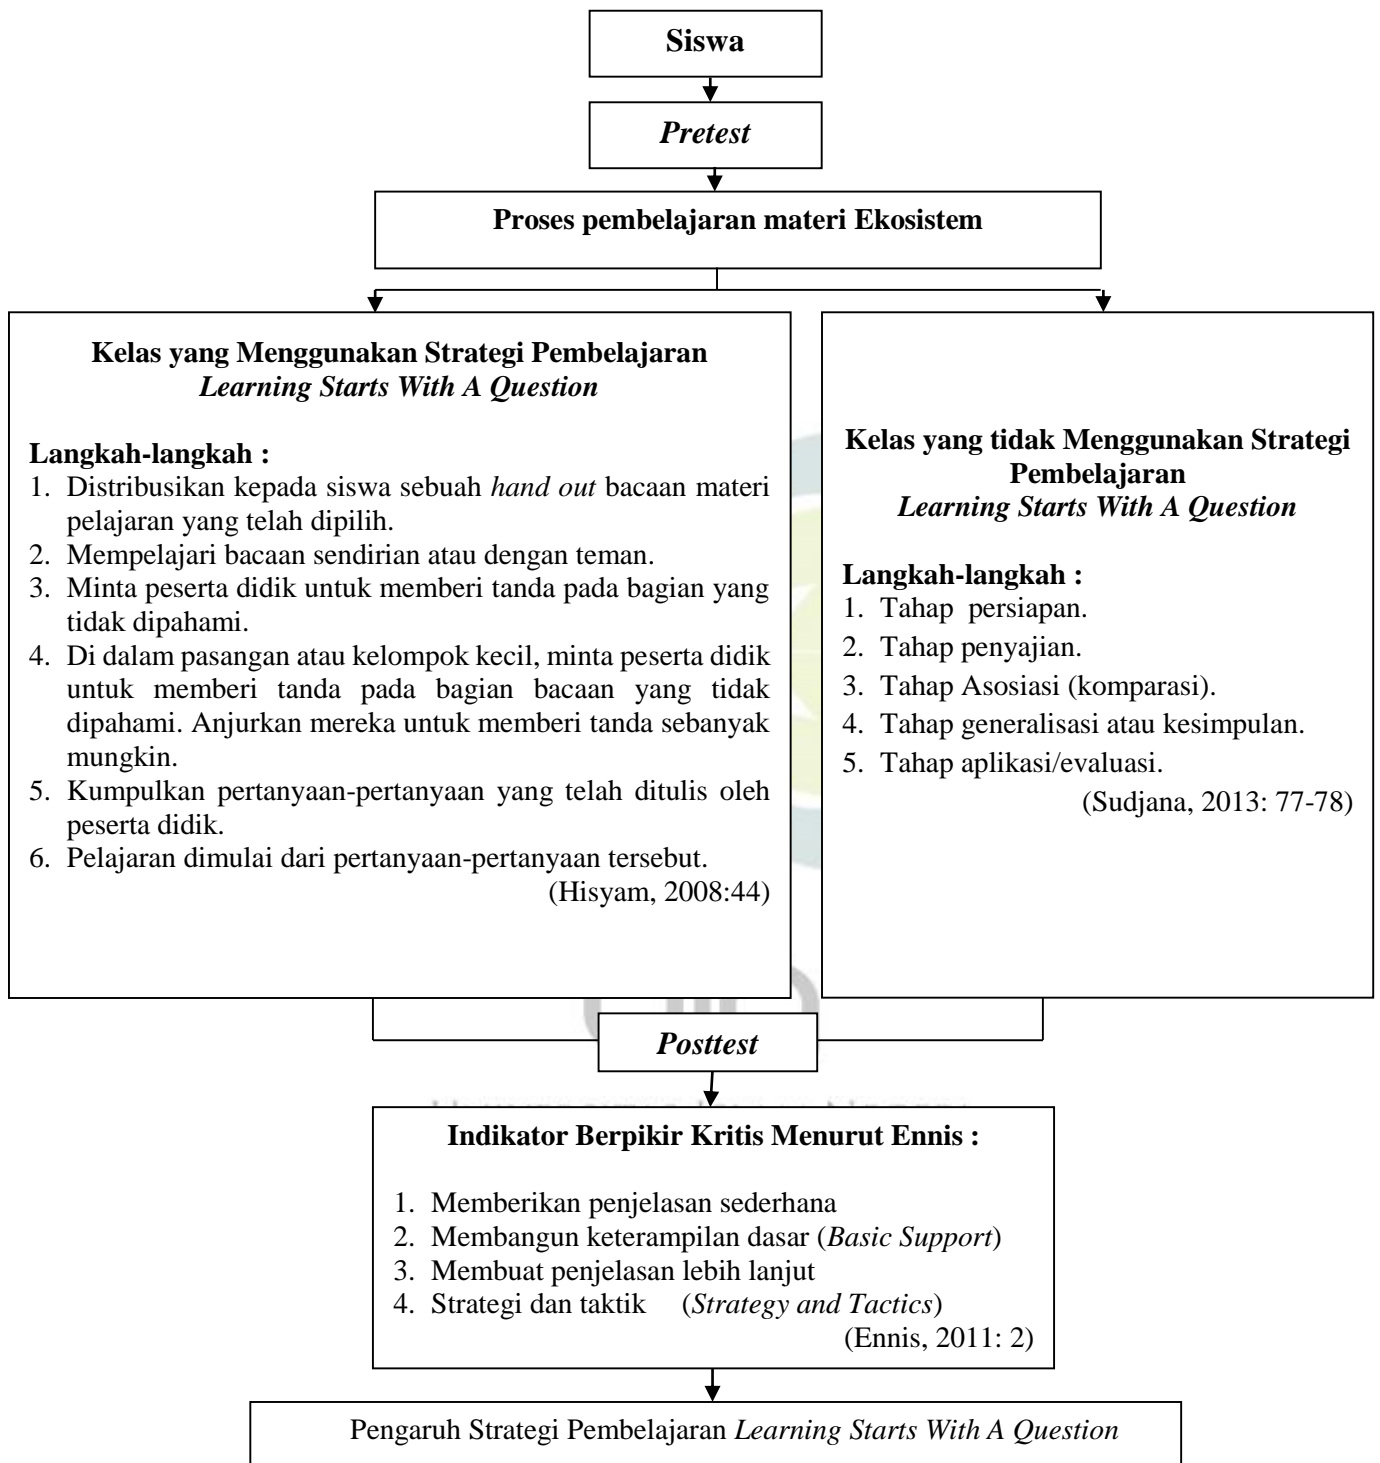 Siswa
Pretest
Proses pembelajaran materi Ekosistem
Kelas yang Menggunakan Strategi Pembelajaran
Learning Starts With A Question
Langkah-langkah :
1. Distribusikan kepada siswa sebuah hand out bacaan materi
pelajaran yang telah dipilih.
2. Mempelajari bacaan sendirian atau dengan teman.
3. Minta peserta didik untuk memberi tanda pada bagian yang
tidak dipahami.
4. Di dalam pasangan atau kelompok kecil, minta peserta didik
untuk memberi tanda pada bagian bacaan yang tidak
dipahami. Anjurkan mereka untuk memberi tanda sebanyak
mungkin.
5. Kumpulkan pertanyaan-pertanyaan yang telah ditulis oleh
peserta didik.
6. Pelajaran dimulai dari pertanyaan-pertanyaan tersebut.
(Hisyam, 2008:44)
Kelas yang tidak Menggunakan Strategi
Pembelajaran
Learning Starts With A Question
Langkah-langkah :
1. Tahap persiapan.
2. Tahap penyajian.
3. Tahap Asosiasi (komparasi).
4. Tahap generalisasi atau kesimpulan.
5. Tahap aplikasi/evaluasi.
(Sudjana, 2013: 77-78)
Posttest
Indikator Berpikir Kritis Menurut Ennis :
1. Memberikan penjelasan sederhana
2. Membangun keterampilan dasar (Basic Support)
3. Membuat penjelasan lebih lanjut
4. Strategi dan taktik (Strategy and Tactics)
(Ennis, 2011: 2)
Pengaruh Strategi Pembelajaran Learning Starts With A Question